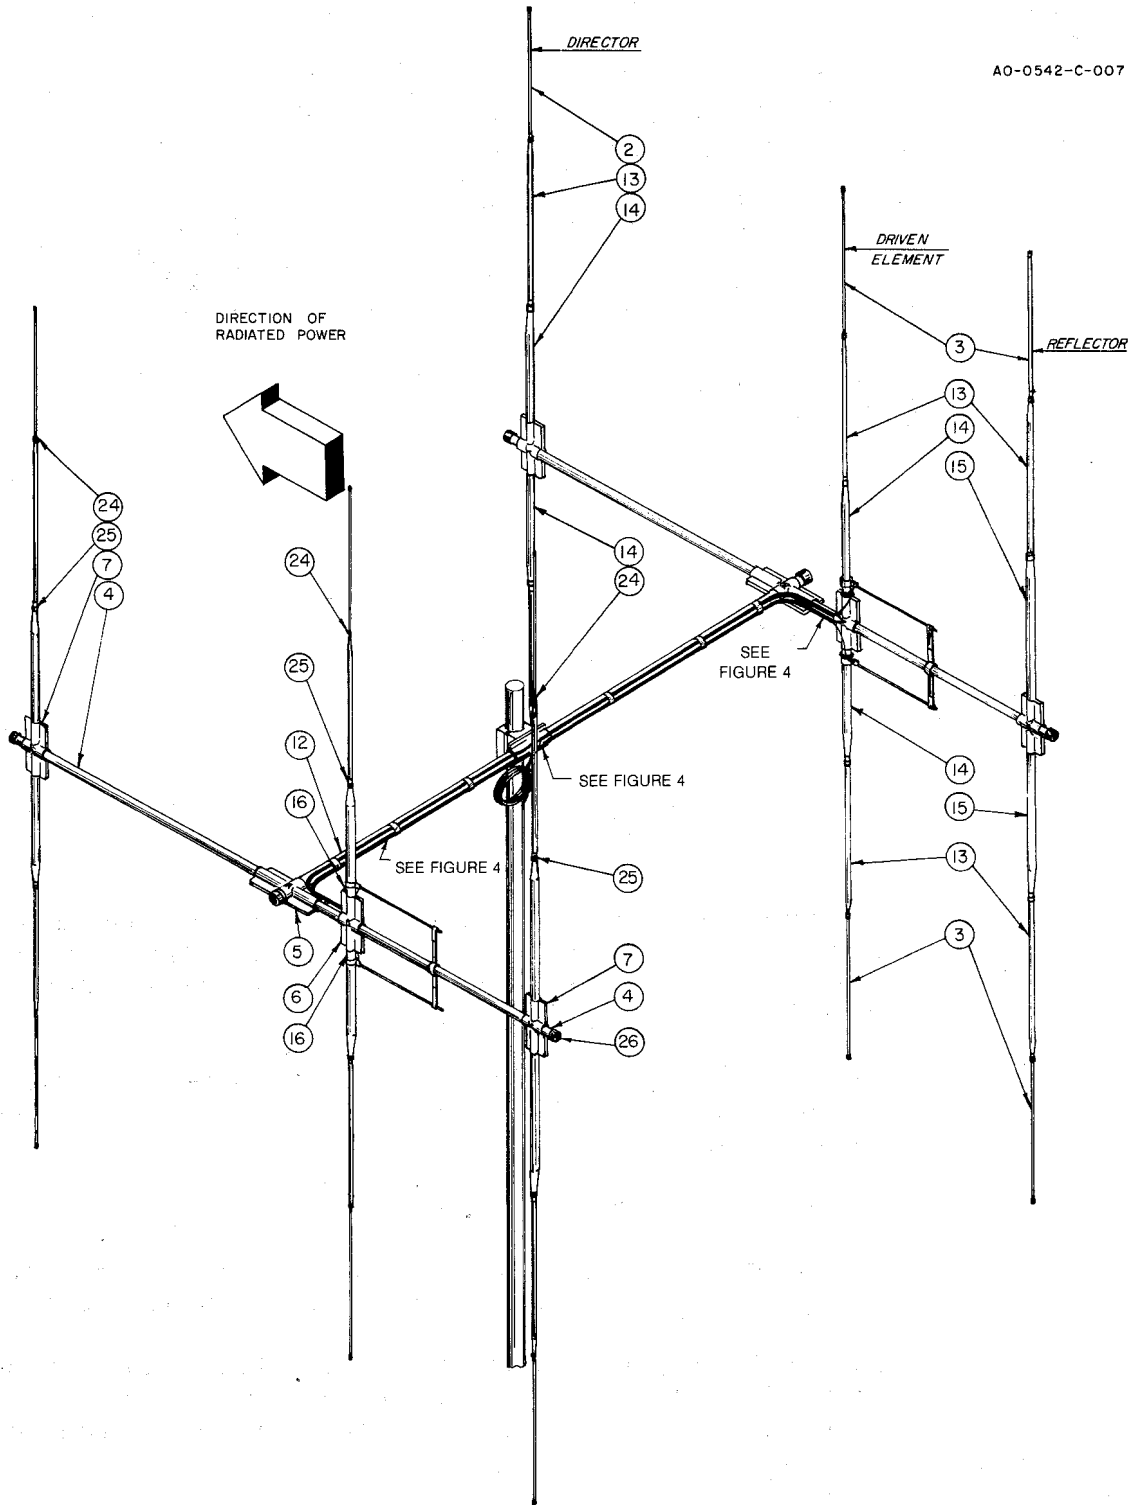 DIRECTOR
AO-0542-C-007
2
13
14
DRIVEN
ELEMENT
DIRECTION OF
RADIATED POWER
3
REFLECTOR
13
14
15
24
25
7
4
24
14
24
25
SEE
FIGURE 4
12
16
SEE FIGURE 4
14
15
SEE FIGURE 4
25
13
5
3
6
16
7
4
26